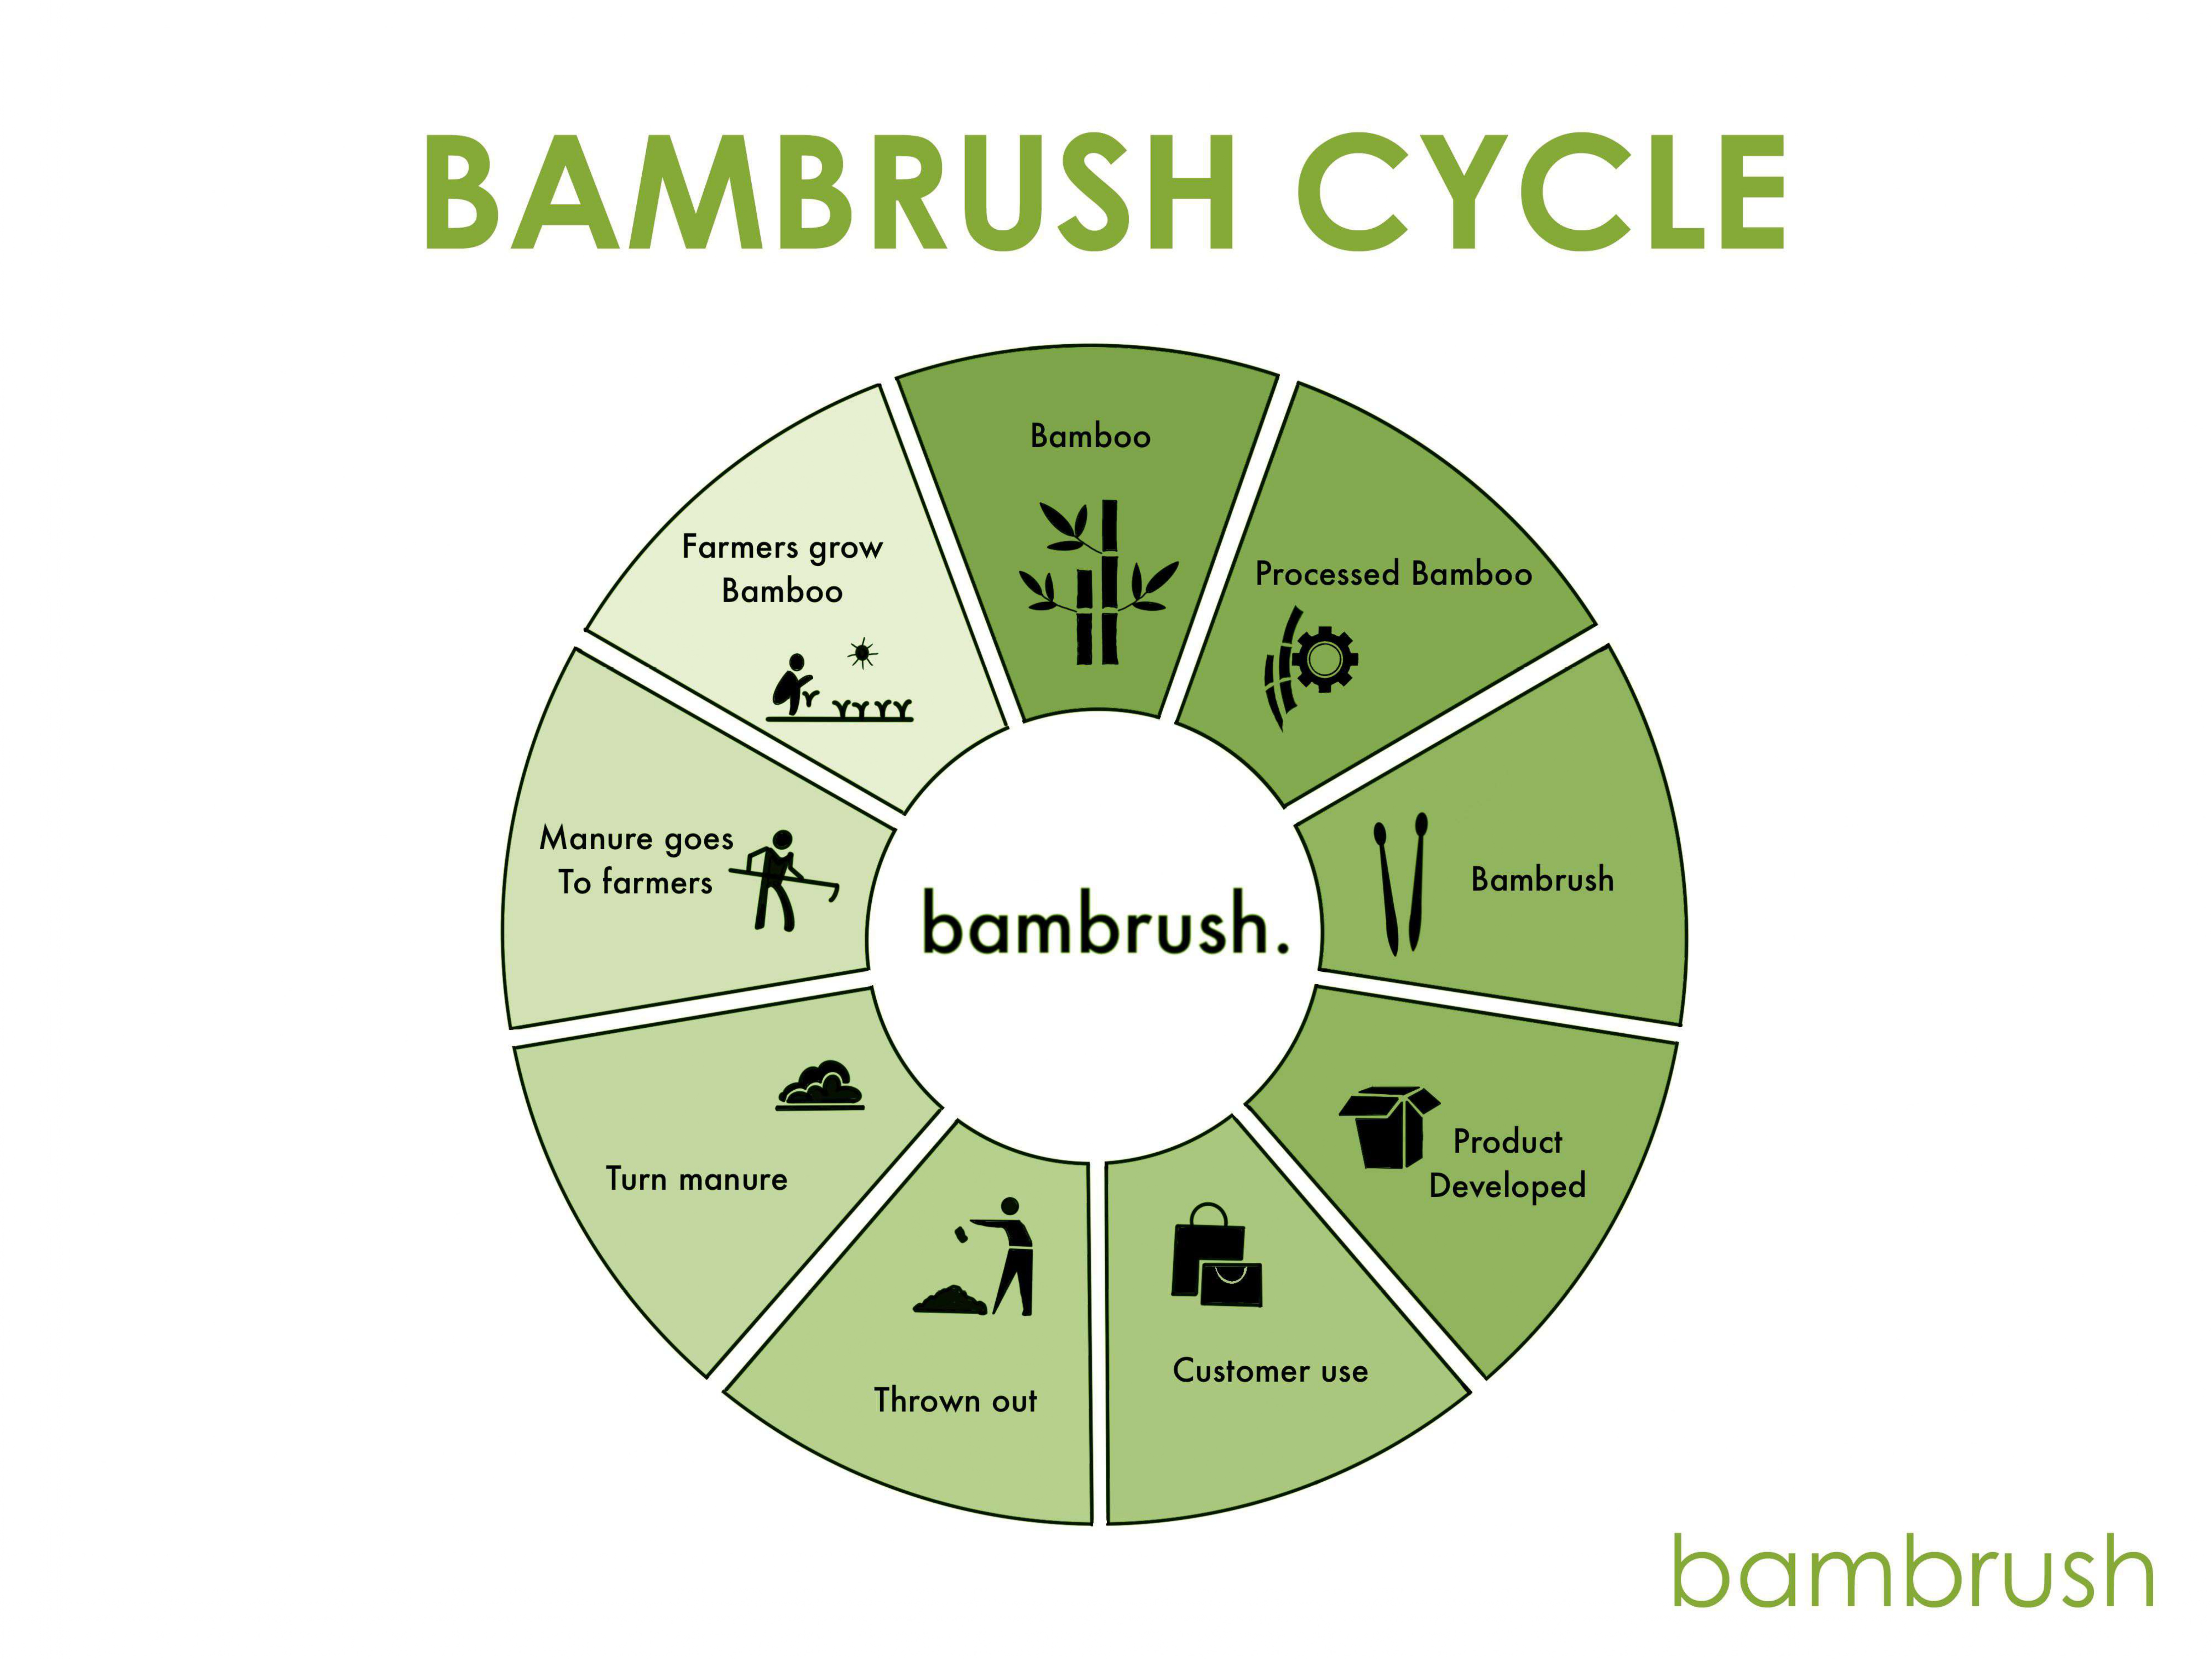 BAMBRUSH CYCLE
Bamboo
Processed Bamboo
Bambrush
Product
Developed
Customer use
Thrown out
Turn manure
Manure goes
To farmers
Farmers grow
Bamboo
bambrush.
bambrush